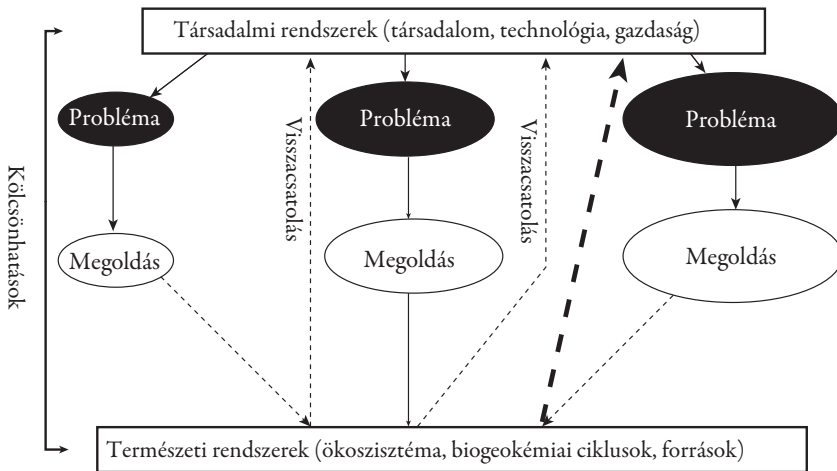 Társadalmi rendszerek (társadalom, technológia, gazdaság)
Probléma
Probléma
Probléma
Kölcsönhatások
Visszacsatolás
Visszacsatolás
Megoldás
Megoldás
Megoldás
Természeti rendszerek (ökoszisztéma, biogeokémiai ciklusok, források)